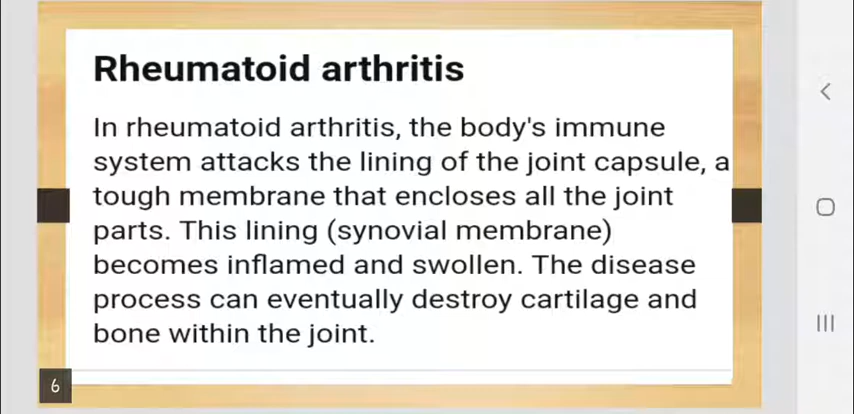 Rheumatoid arthritis
In rheumatoid arthritis, the body's immune
system attacks the lining of the joint capsule, a
tough membrane that encloses all the joint
parts. This lining (synovial membrane)
becomes inflamed and swollen. The disease
process can eventually destroy cartilage and
bone within the joint.
6